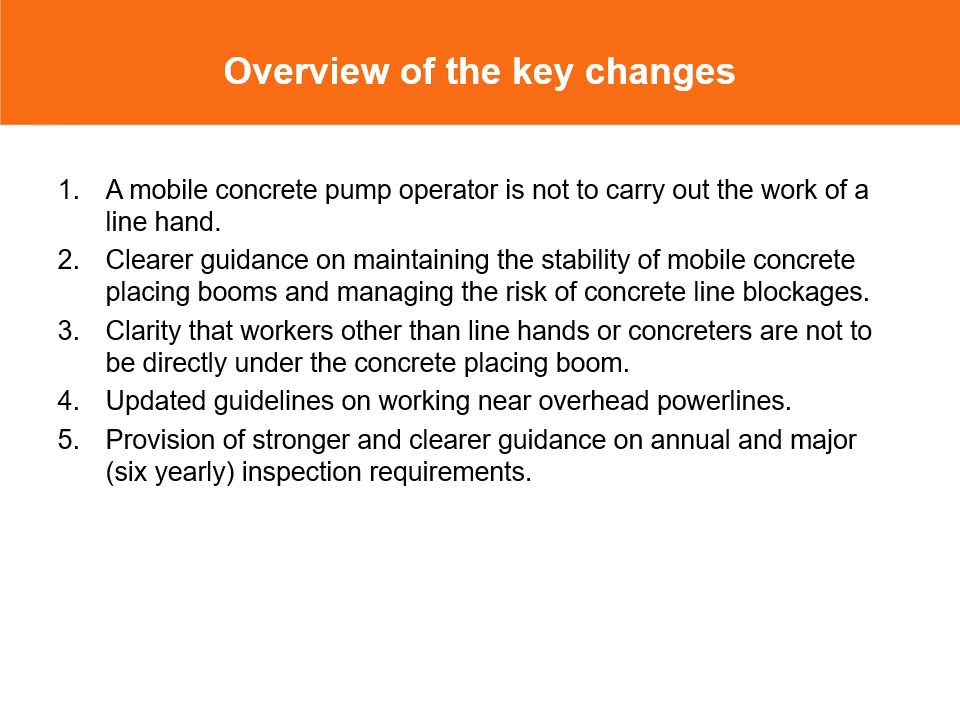 Overview of the key changes
1. A mobile concrete pump operator is not to carry out the work of a
line hand.
2. Clearer guidance on maintaining the stability of mobile concrete
placing booms and managing the risk of concrete line blockages.
3. Clarity that workers other than line hands or concreters are not to
be directly under the concrete placing boom.
4. Updated guidelines on working near overhead powerlines.
5. Provision of stronger and clearer guidance on annual and major
(six yearly) inspection requirements.